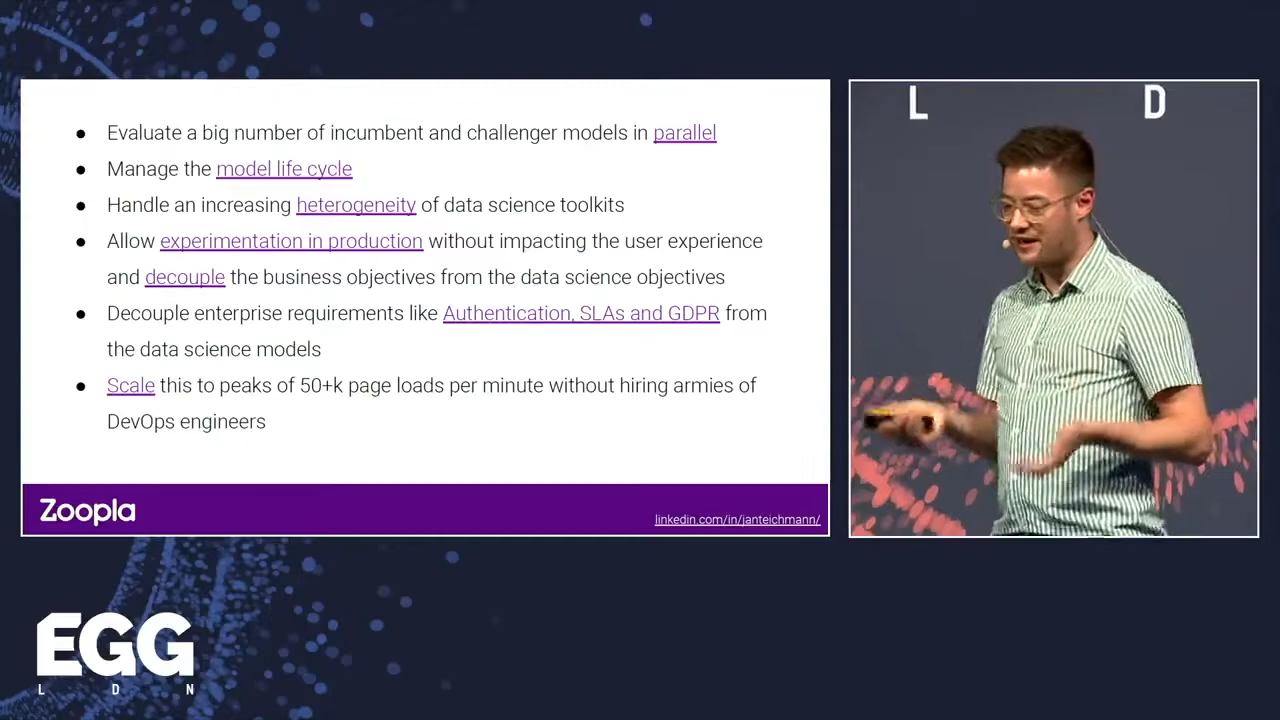 ● Evaluate a big number of incumbent and challenger models in parallel
● Manage the model life cycle
● Handle an increasing heterogeneity of data science toolkits
● Allow experimentation in production without impacting the user experience
and decouple the business objectives from the data science objectives
● Decouple enterprise requirements like Authentication, SLAs and GDPR from
the data science models
● Scale this to peaks of 50+k page loads per minute without hiring armies of
DevOps engineers
Zoopla
linkedin.com/in/janteichmann/
L D
EGG
L D N